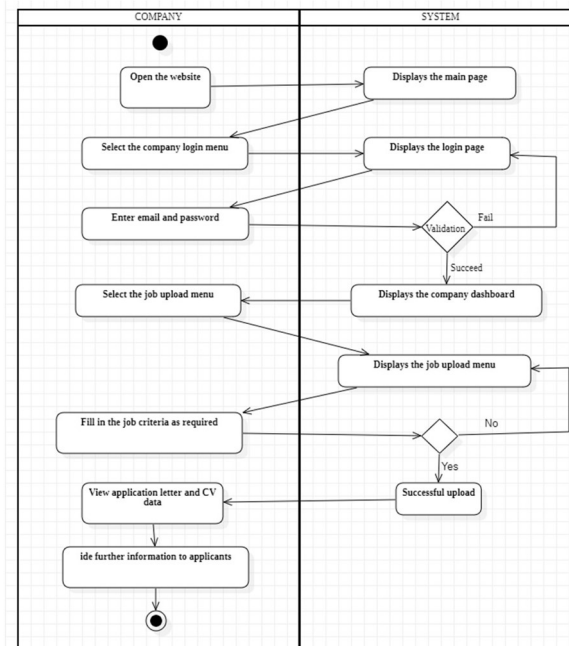 COMPANY
SYSTEM
Open the website
Displays the main page
Select the company login menu
Displays the login page
Enter email and password
Validation
Fail
Succeed
Select the job upload menu
Displays the company dashboard
Displays the job upload menu
Fill in the job criteria as required
No
Yes
View application letter and CV
data
Successful upload
ide further information to applicants